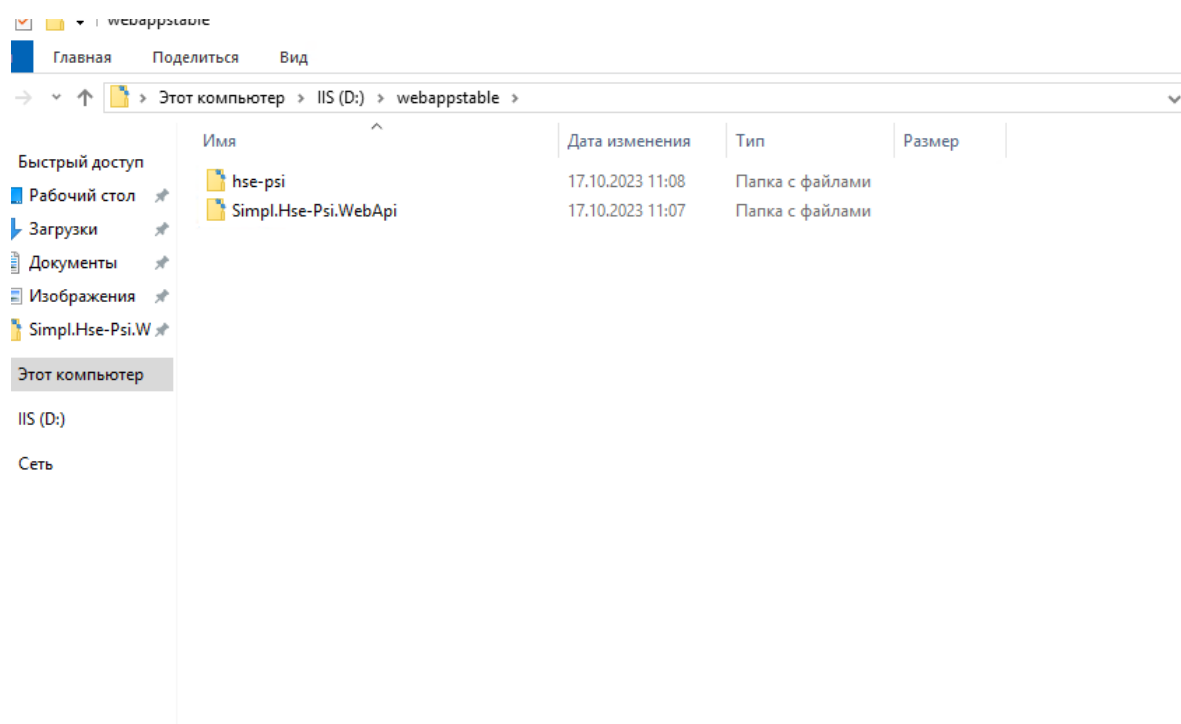 webappstable
Главная Поделиться Вид
Этот компьютер > IIS (D:) > webappstable >
Имя Дата изменения Тип Размер
Быстрый доступ
Рабочий стол
Загрузки
Документы
Изображения
Simpl.Hse-Psi.W
Этот компьютер
IIS (D:)
Сеть
hse-psi 17.10.2023 11:08 Папка с файлами
Simpl.Hse-Psi.WebApi 17.10.2023 11:07 Папка с файлами